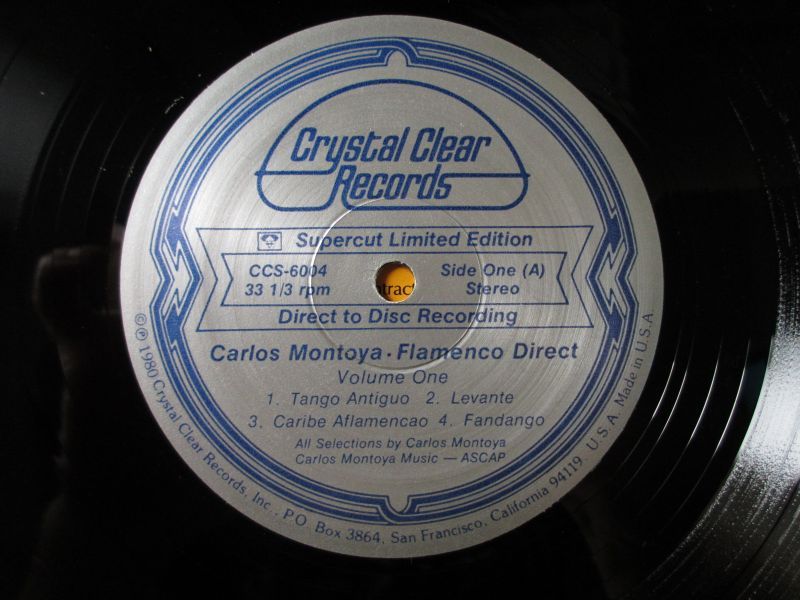 Crystal Clear
Records
Supercut Limited Edition
CCS-6004 Side One (A)
33 1/3 rpm Stereo
tract
Direct to Disc Recording
Carlos Montoya · Flamenco Direct
Volume One
1. Tango Antiguo 2. Levante
3. Caribe Aflamencao 4. Fandango
All Selections by Carlos Montoya
Carlos Montoya Music — ASCAP
© ℗ 1980 Crystal Clear Records, Inc. P.O. Box 3864, San Francisco, California 94119 U.S.A. Made in U.S.A.